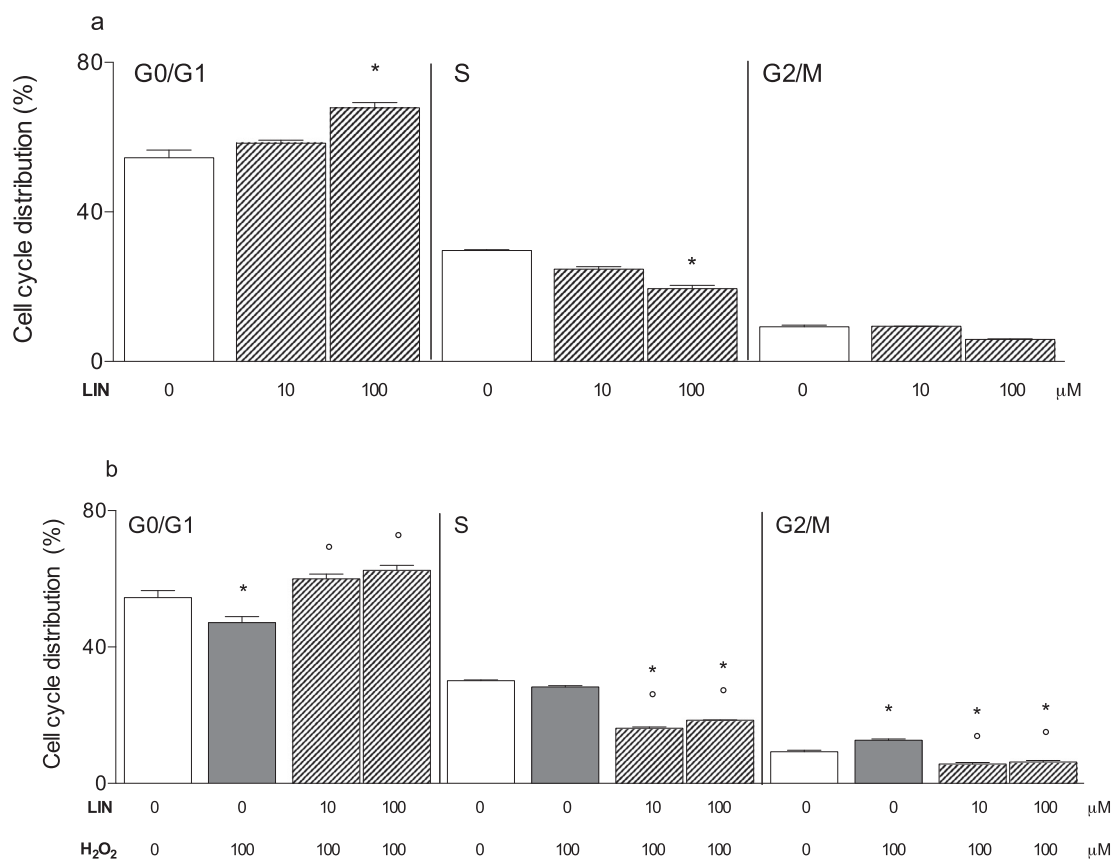 a
Cell cycle distribution (%)
80
40
0
G0/G1
S
G2/M
*
*
LIN 0 10 100 0 10 100 0 10 100 μM
b
Cell cycle distribution (%)
80
40
0
G0/G1
S
G2/M
* ° °
* *
° °
* * *
° °
LIN 0 0 10 100 0 0 10 100 0 0 10 100 μM
H₂O₂ 0 100 100 100 0 100 100 100 0 100 100 100 μM